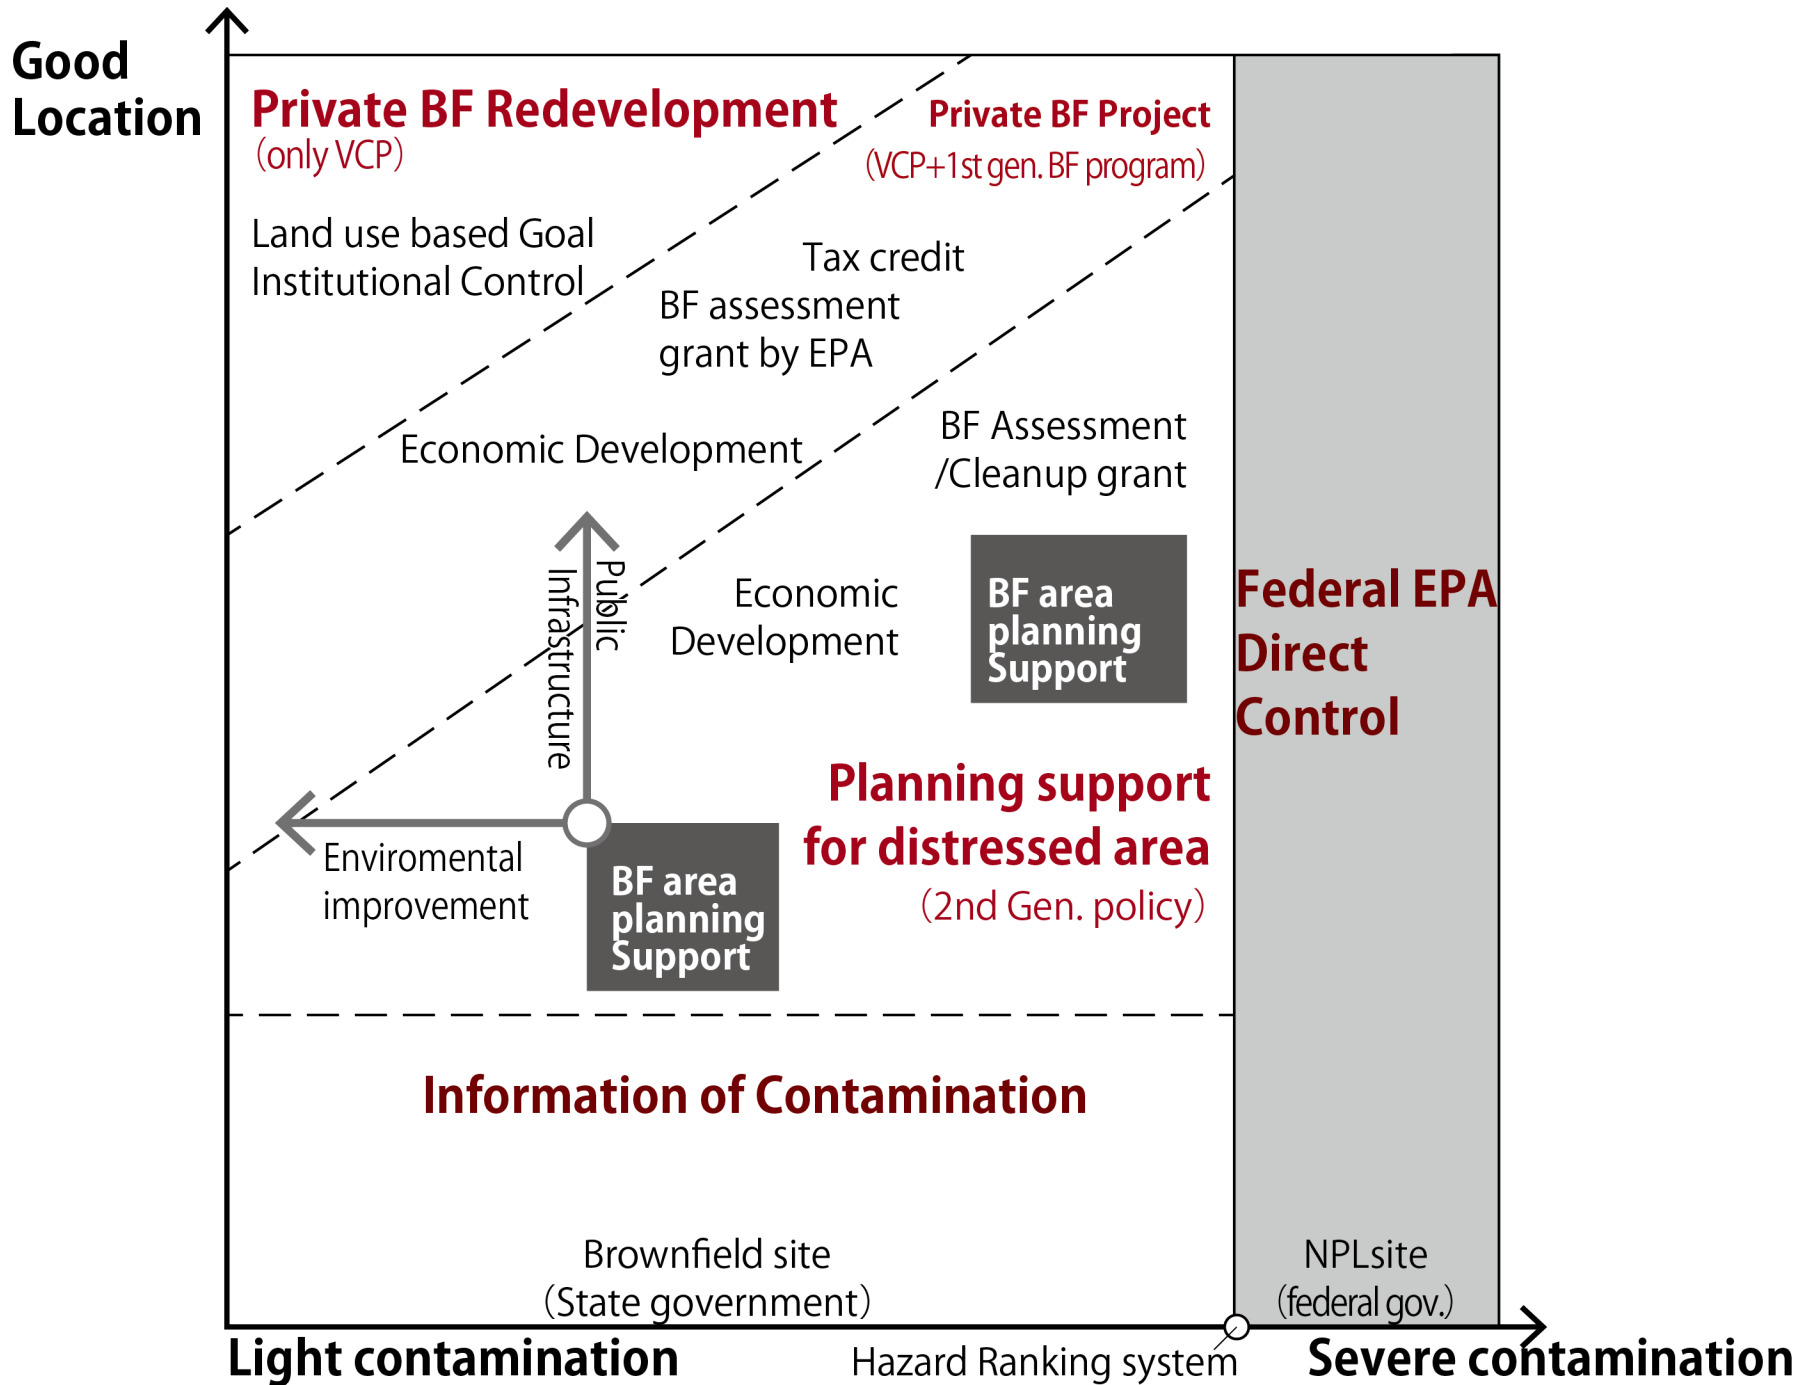 Good
Location
Private BF Redevelopment
(only VCP)
Private BF Project
(VCP+1st gen. BF program)
Land use based Goal
Institutional Control
Tax credit
BF assessment
grant by EPA
Economic Development
BF Assessment
/Cleanup grant
Public
Infrastructure
Economic
Development
BF area
planning
Support
Federal EPA
Direct
Control
Planning support
for distressed area
(2nd Gen. policy)
Enviromental
improvement
BF area
planning
Support
Information of Contamination
Brownfield site
(State government)
NPLsite
(federal gov.)
Light contamination
Hazard Ranking system
Severe contamination